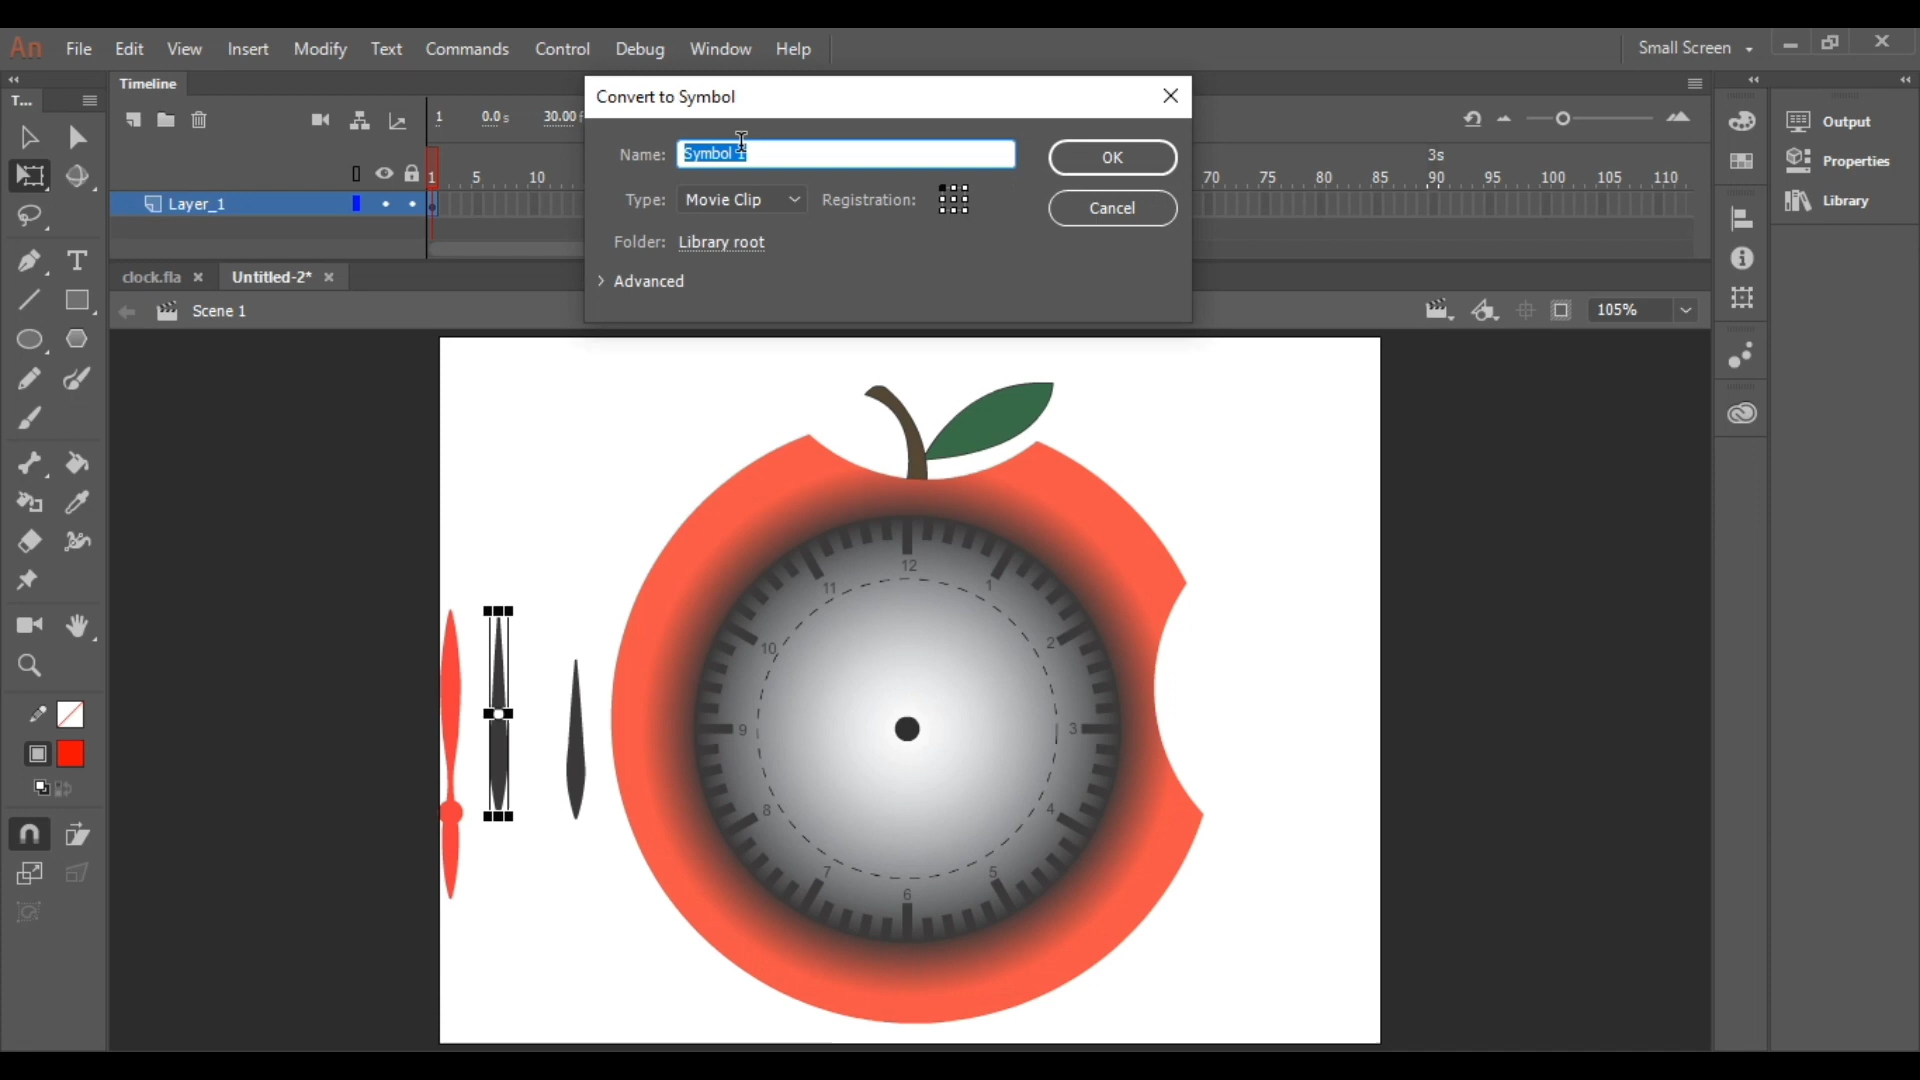 An File Edit View Insert Modify Text Commands Control Debug Window Help Small Screen
T... Timeline
Convert to Symbol
1 0.0 s 30.00 f
Name: Symbol 1 OK
Type: Movie Clip Registration: Cancel
Folder: Library root
Advanced
3s
1 5 10 70 75 80 85 90 95 100 105 110
Layer_1
clock.fla Untitled-2*
Scene 1 105%
Output
Properties
Library
12
11 1
10 2
9 3
8 4
7 5
6